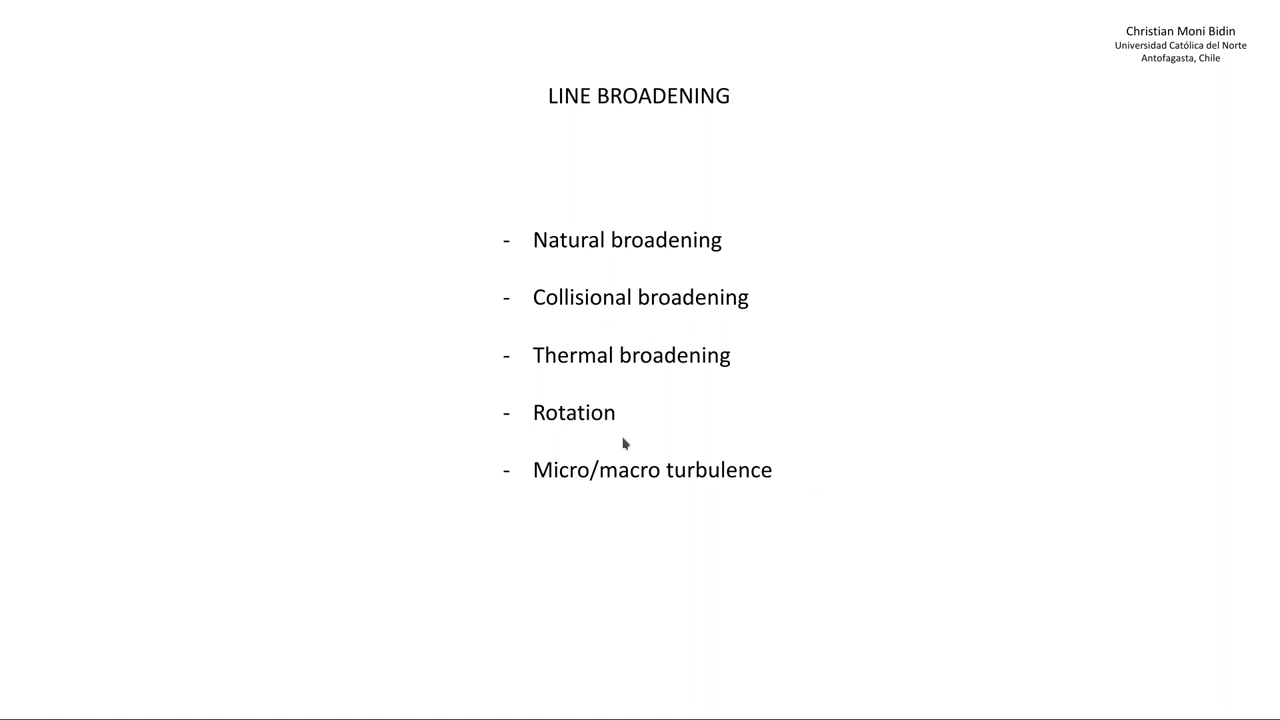 Christian Moni Bidin
Universidad Católica del Norte
Antofagasta, Chile
LINE BROADENING
- Natural broadening
- Collisional broadening
- Thermal broadening
- Rotation
- Micro/macro turbulence